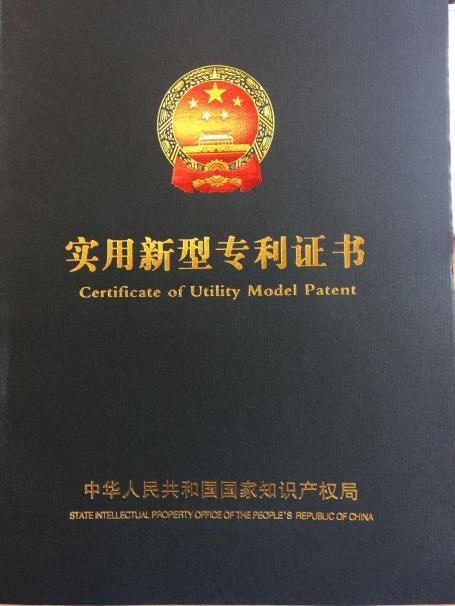 实用新型专利证书
Certificate of Utility Model Patent
中华人民共和国国家知识产权局
STATE INTELLECTUAL PROPERTY OFFICE OF THE PEOPLE'S REPUBLIC OF CHINA